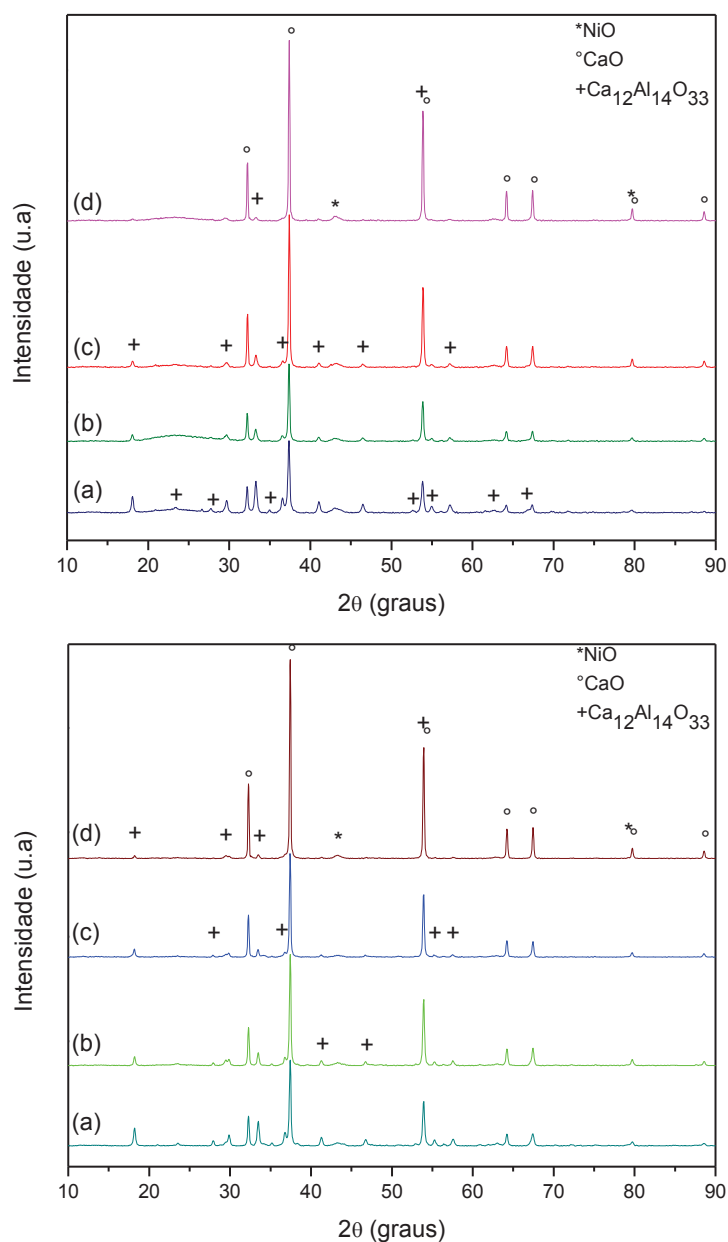 *NiO
°CaO
+Ca12Al14O33
(d)
(c)
(b)
(a)
Intensidade (u.a)
10 20 30 40 50 60 70 80 90
2θ (graus)
*NiO
°CaO
+Ca12Al14O33
(d)
(c)
(b)
(a)
Intensidade (u.a)
10 20 30 40 50 60 70 80 90
2θ (graus)